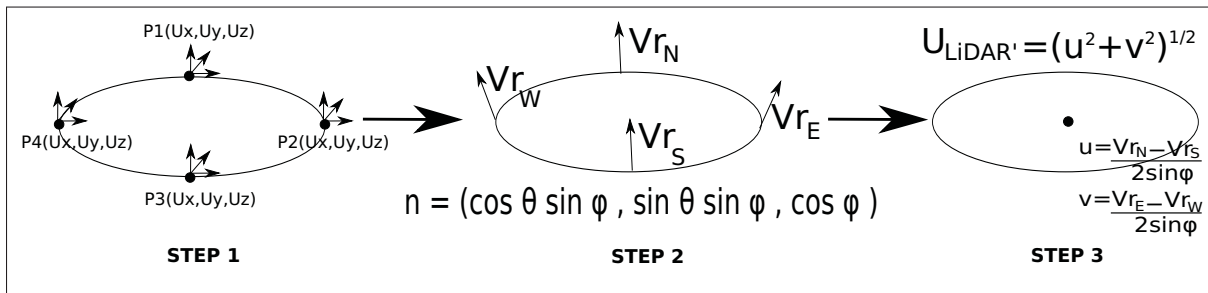 P1(Ux,Uy,Uz)
P4(Ux,Uy,Uz)
P2(Ux,Uy,Uz)
P3(Ux,Uy,Uz)
STEP 1
Vr_N
Vr_W
Vr_E
Vr_S
n = (cos θ sin φ , sin θ sin φ , cos φ )
STEP 2
U_LiDAR' = (u²+v²)^1/2
u=Vr_N−Vr_S
2sinφ
v=Vr_E−Vr_W
2sinφ
STEP 3